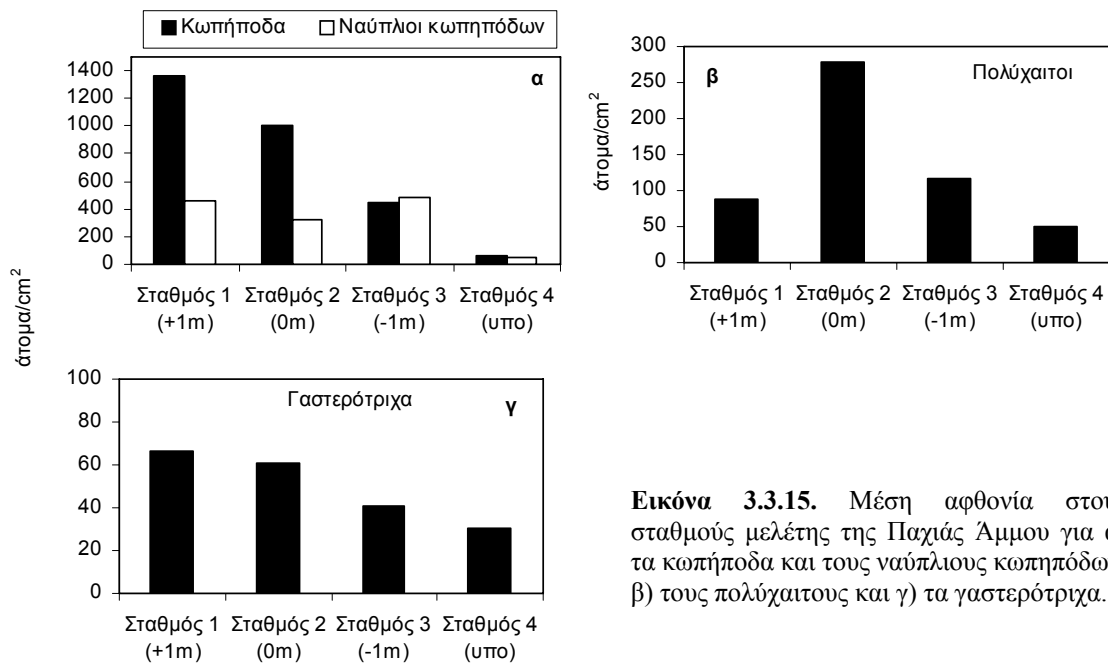 Κωπήποδα Ναύπλιοι κωπηπόδων
α
1400
1200
1000
800
600
400
200
0
Σταθμός 1 Σταθμός 2 Σταθμός 3 Σταθμός 4
(+1m) (0m) (-1m) (υπο)
άτομα/cm²
β Πολύχαιτοι
300
250
200
150
100
50
0
άτομα/cm²
Σταθμός 1 Σταθμός 2 Σταθμός 3 Σταθμός 4
(+1m) (0m) (-1m) (υπο)
Γαστερότριχα γ
100
80
60
40
20
0
Σταθμός 1 Σταθμός 2 Σταθμός 3 Σταθμός 4
(+1m) (0m) (-1m) (υπο)
Εικόνα 3.3.15. Μέση αφθονία
σταθμούς μελέτης της Παχιάς Άμμου για
τα κωπήποδα και τους ναύπλιους
β) τους πολύχαιτους και γ) τα γαστερότριχα.